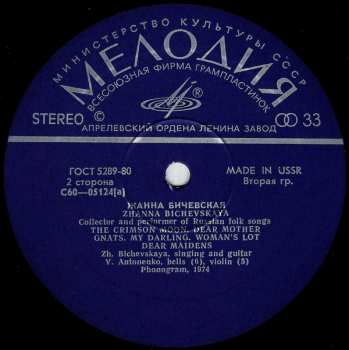 МИНИСТЕРСТВО КУЛЬТУРЫ СССР
МЕЛОДИЯ
ВСЕСОЮЗНАЯ ФИРМА ГРАМПЛАСТИНОК
STEREO © 33
АПРЕЛЕВСКИЙ ОРДЕНА ЛЕНИНА ЗАВОД
ГОСТ 5289-80 MADE IN USSR
2 сторона Вторая гр.
С60—05124[а]
ЖАННА БИЧЕВСКАЯ
ZHANNA BICHEVSKAYA
Collector and performer of Russian folk songs
THE CRIMSON MOON. DEAR MOTHER
GNATS. MY DARLING. WOMAN'S LOT
DEAR MAIDENS
Zh. Bichevskaya, singing and guitar
V. Antonenko, bells (6), violin (5)
Phonogram, 1974